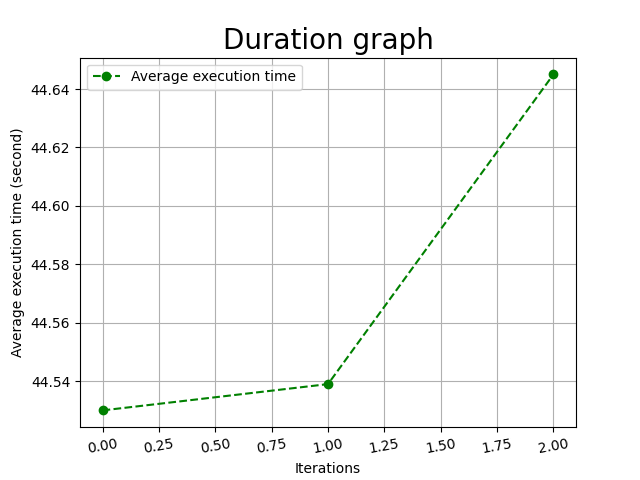 Duration graph
Average execution time
Average execution time (second)
44.64
44.62
44.60
44.58
44.56
44.54
0.00 0.25 0.50 0.75 1.00 1.25 1.50 1.75 2.00
Iterations